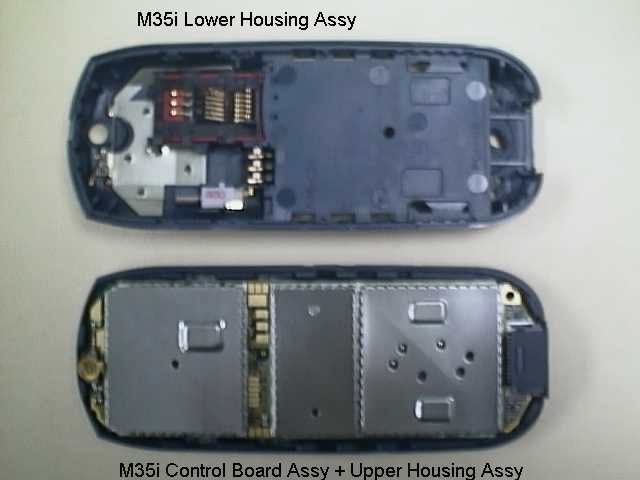 M35i Lower Housing Assy
M35i Control Board Assy + Upper Housing Assy